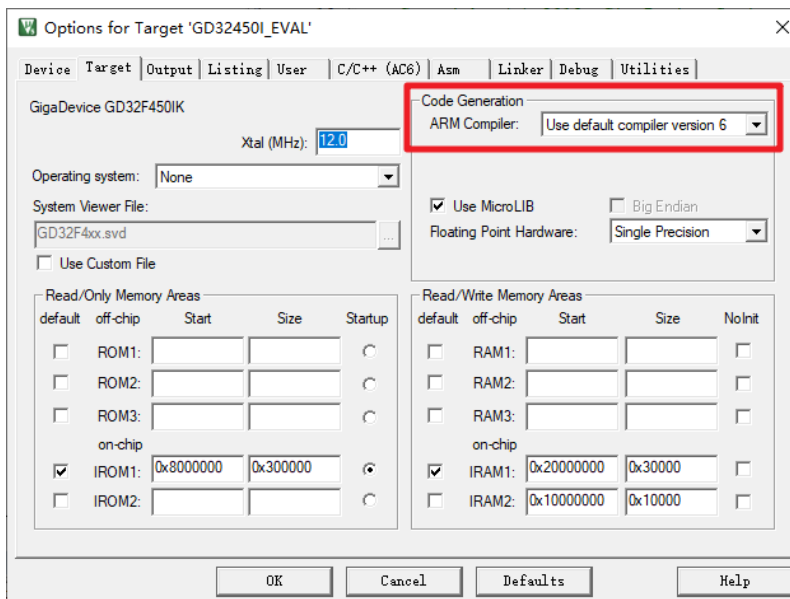 Options for Target 'GD32450I_EVAL'
Device Target Output Listing User C/C++ (AC6) Asm Linker Debug Utilities
GigaDevice GD32F450IK
Xtal (MHz): 12.0
Operating system: None
System Viewer File:
GD32F4xx.svd ...
Use Custom File
Code Generation
ARM Compiler: Use default compiler version 6
Use MicroLIB Big Endian
Floating Point Hardware: Single Precision
Read/Only Memory Areas
default off-chip Start Size Startup
ROM1:
ROM2:
ROM3:
on-chip
IROM1: 0x8000000 0x300000
IROM2:
Read/Write Memory Areas
default off-chip Start Size NoInit
RAM1:
RAM2:
RAM3:
on-chip
IRAM1: 0x20000000 0x30000
IRAM2: 0x10000000 0x10000
OK Cancel Defaults Help